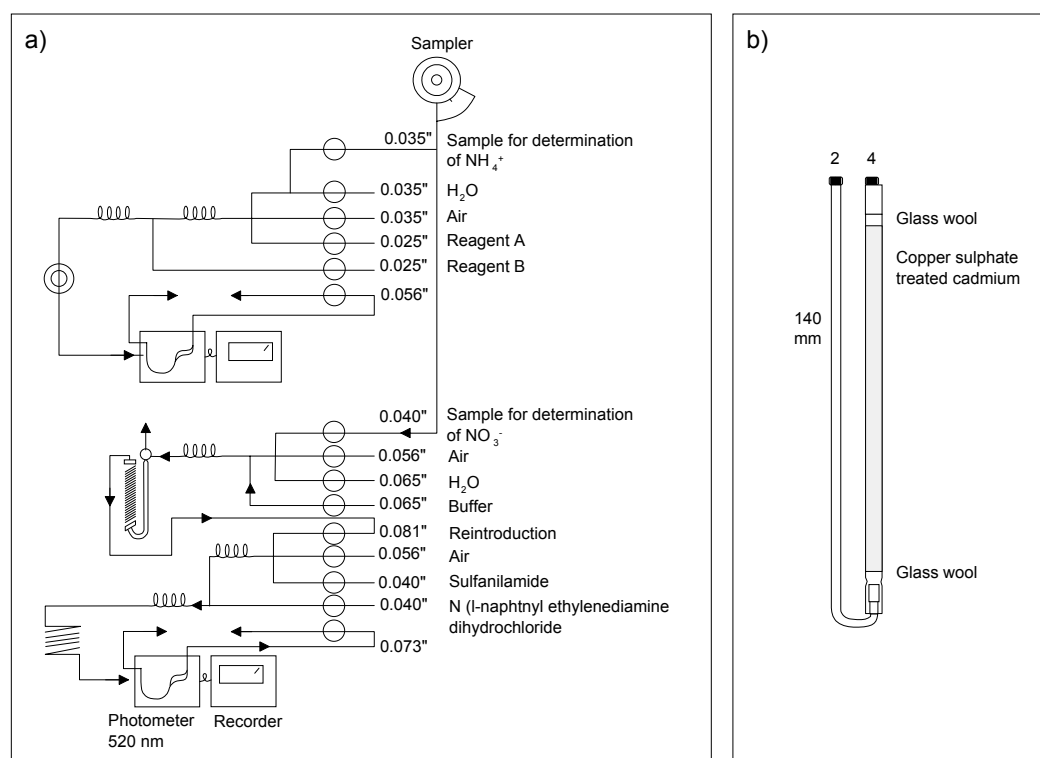 a)
Sampler
0.035" Sample for determination
of NH₄⁺
0.035" H₂O
0.035" Air
0.025" Reagent A
0.025" Reagent B
0.056"
0.040" Sample for determination
of NO₃⁻
0.056" Air
0.065" H₂O
0.065" Buffer
0.081" Reintroduction
0.056" Air
0.040" Sulfanilamide
0.040" N (l-naphtnyl ethylenediamine
dihydrochloride
0.073"
Photometer
520 nm
Recorder
b)
2 4
Glass wool
Copper sulphate
treated cadmium
140
mm
Glass wool